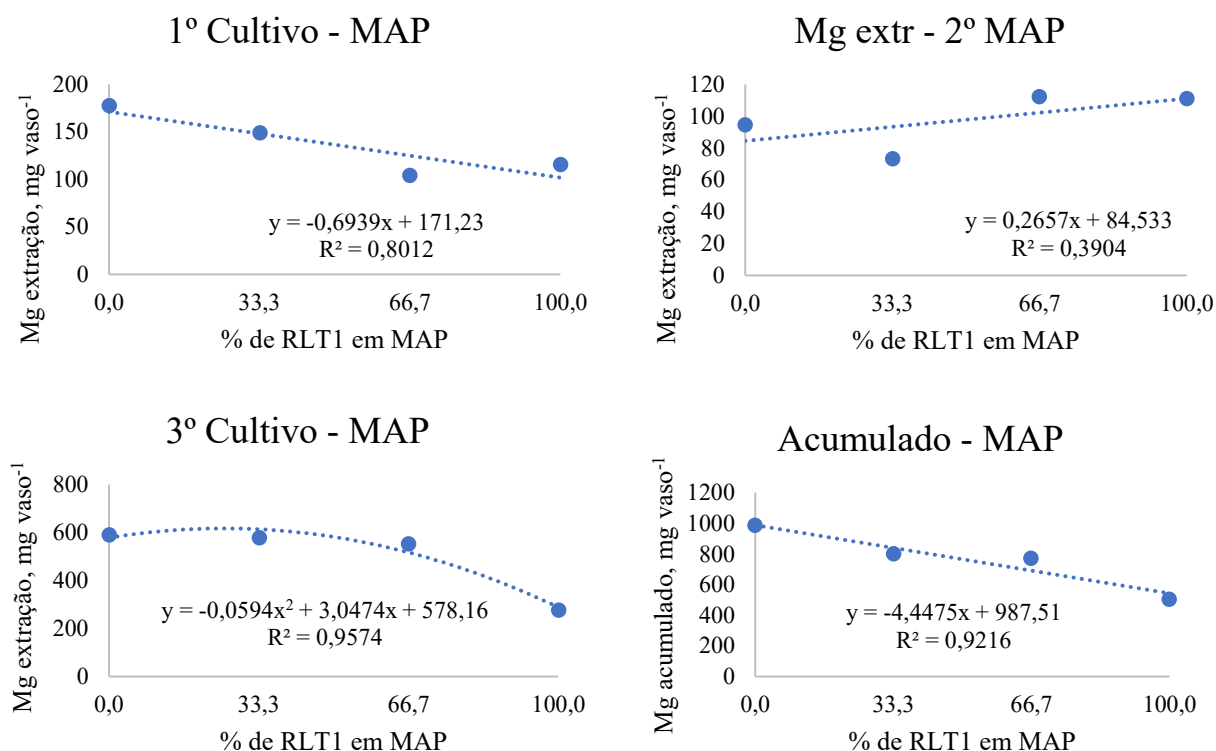 1º Cultivo - MAP
Mg extração, mg vaso⁻¹
200
150
100
50
0
y = -0,6939x + 171,23
R² = 0,8012
0,0 33,3 66,7 100,0
% de RLT1 em MAP
Mg extr - 2º MAP
Mg extração, mg vaso⁻¹
120
100
80
60
40
20
0
y = 0,2657x + 84,533
R² = 0,3904
0,0 33,3 66,7 100,0
% de RLT1 em MAP
3º Cultivo - MAP
Mg extração, mg vaso⁻¹
800
600
400
200
0
y = -0,0594x² + 3,0474x + 578,16
R² = 0,9574
0,0 33,3 66,7 100,0
% de RLT1 em MAP
Acumulado - MAP
Mg acumulado, mg vaso⁻¹
1200
1000
800
600
400
200
0
y = -4,4475x + 987,51
R² = 0,9216
0,0 33,3 66,7 100,0
% de RLT1 em MAP